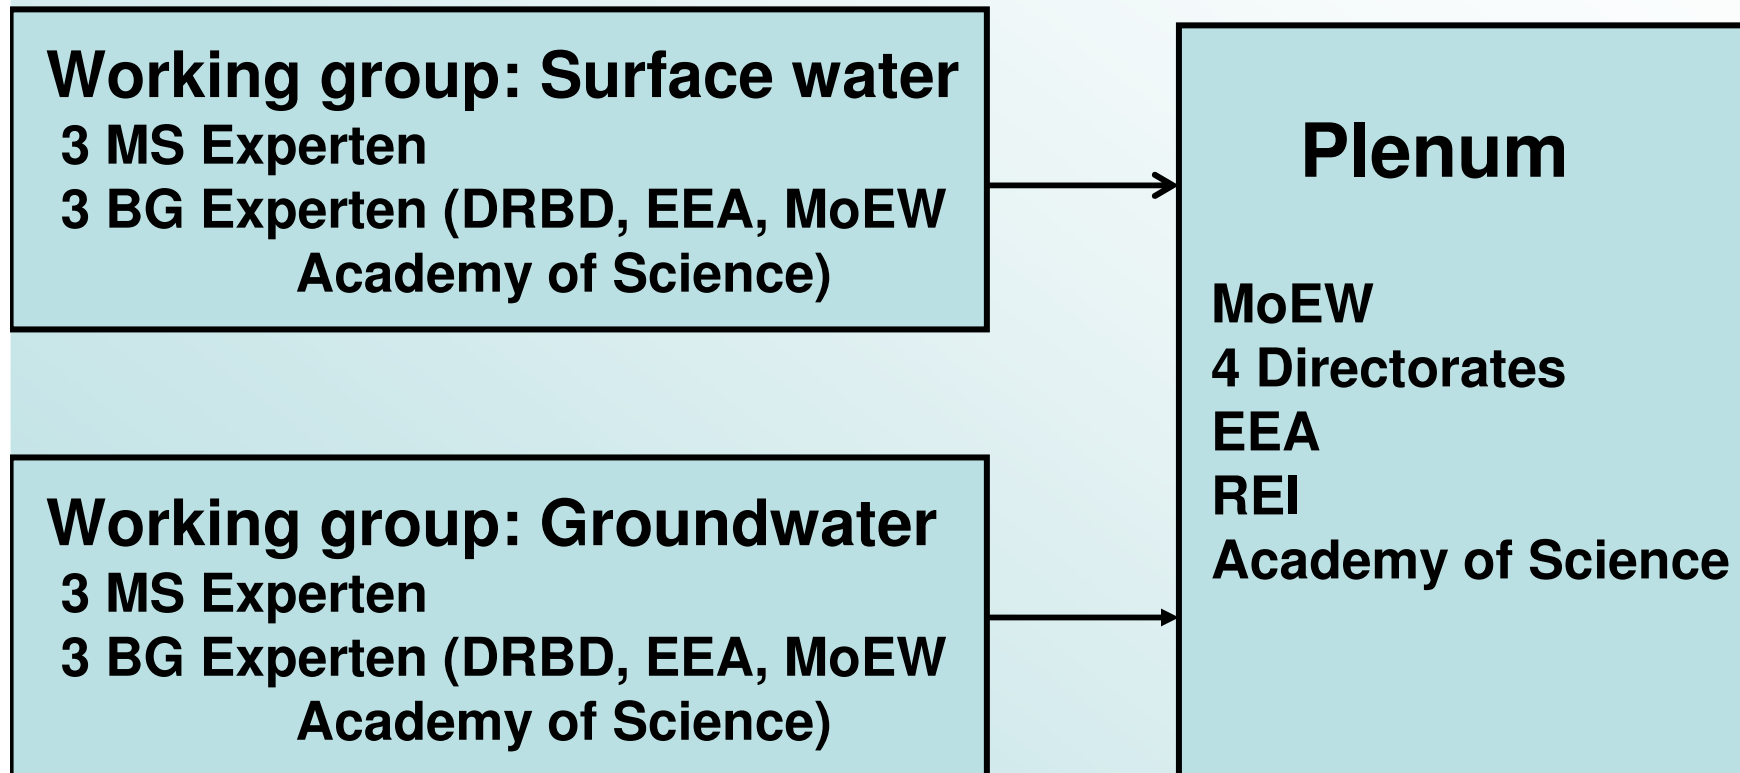 Working group: Surface water
3 MS Experten
3 BG Experten (DRBD, EEA, MoEW
Academy of Science)
Working group: Groundwater
3 MS Experten
3 BG Experten (DRBD, EEA, MoEW
Academy of Science)
Plenum
MoEW
4 Directorates
EEA
REI
Academy of Science